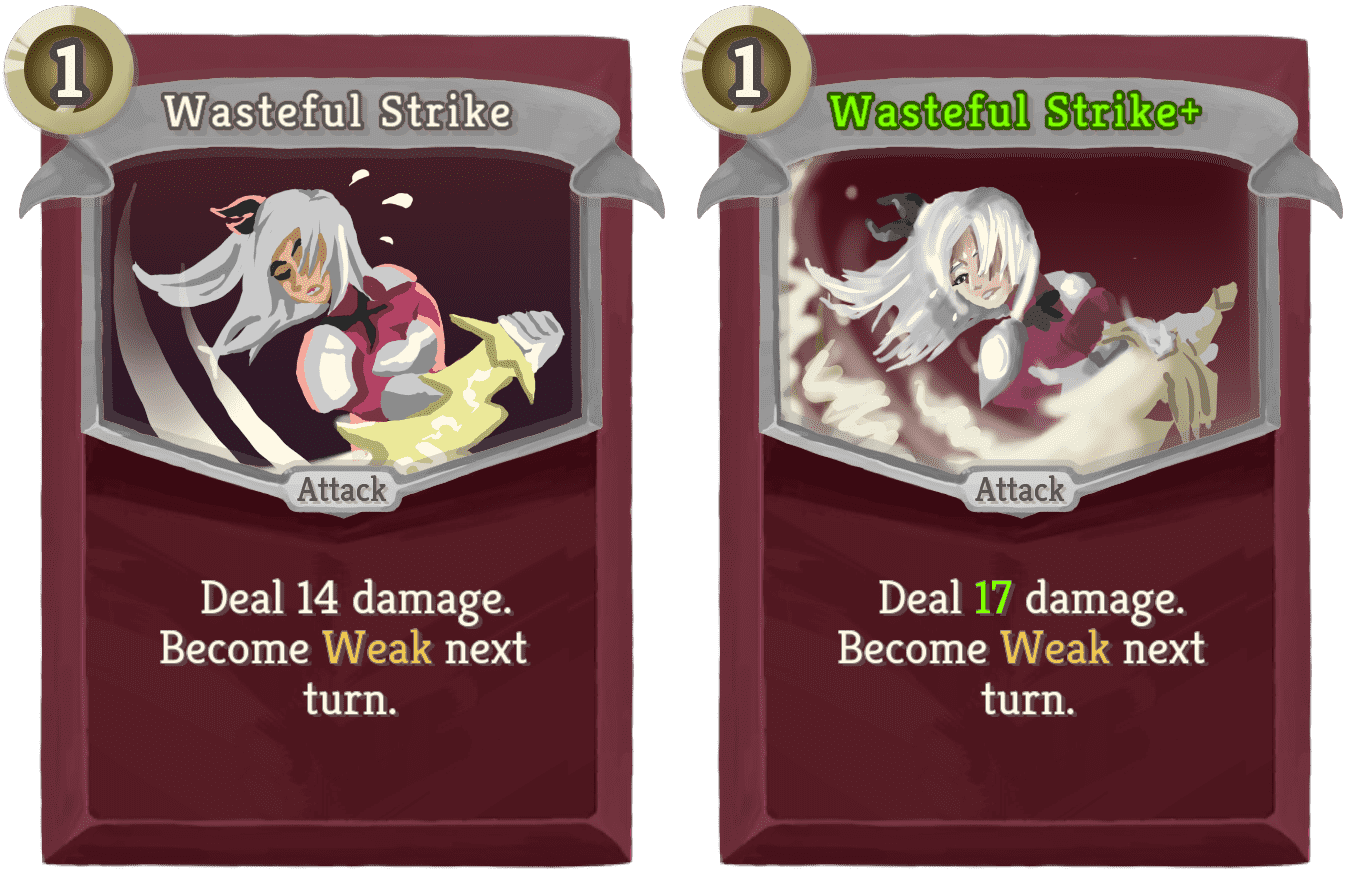 1
Wasteful Strike
Attack
Deal 14 damage.
Become Weak next
turn.
1
Wasteful Strike+
Attack
Deal 17 damage.
Become Weak next
turn.